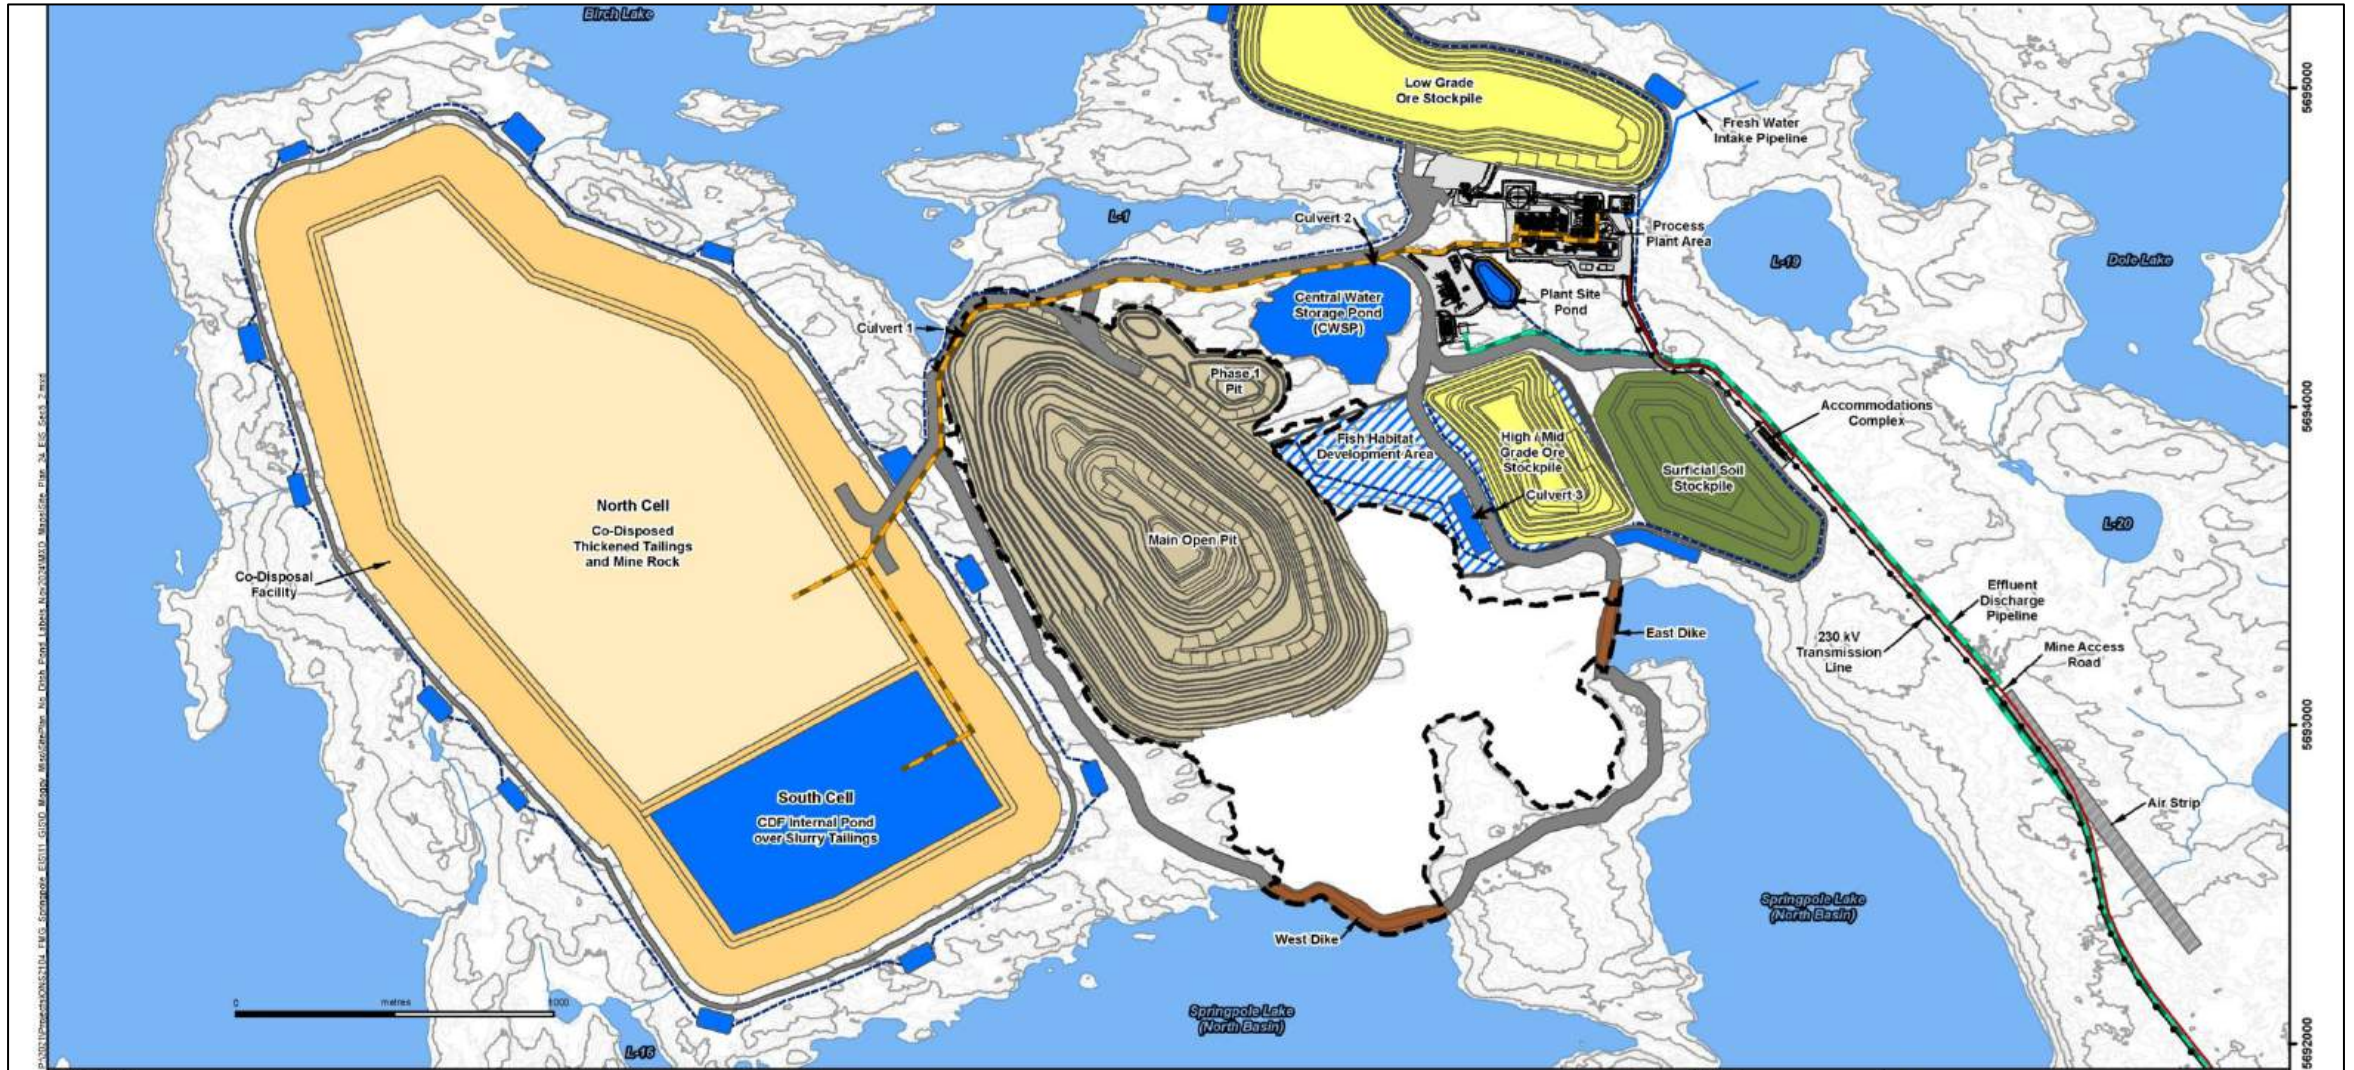 Birch Lake
Low Grade
Ore Stockpile
Fresh Water
Intake Pipeline
5695000
L-1
Culvert 2
Process
Plant Area
L-19
Dole Lake
Central Water
Storage Pond
(CWSP)
Plant Site
Pond
Culvert 1
Phase 1
Pit
Accommodations
Complex
5694000
Fish Habitat
Development Area
High / Mid
Grade Ore
Stockpile
Surficial Soil
Stockpile
Culvert 3
L-20
North Cell
Co-Disposed
Thickened Tailings
and Mine Rock
Main Open Pit
Co-Disposal
Facility
Effluent
Discharge
Pipeline
East Dike
230 kV
Transmission
Line
Mine Access
Road
5693000
South Cell
CDF Internal Pond
over Slurry Tailings
Air Strip
West Dike
Springpole Lake
(North Basin)
Springpole Lake
(North Basin)
0 metres 1000
L-16
5692000